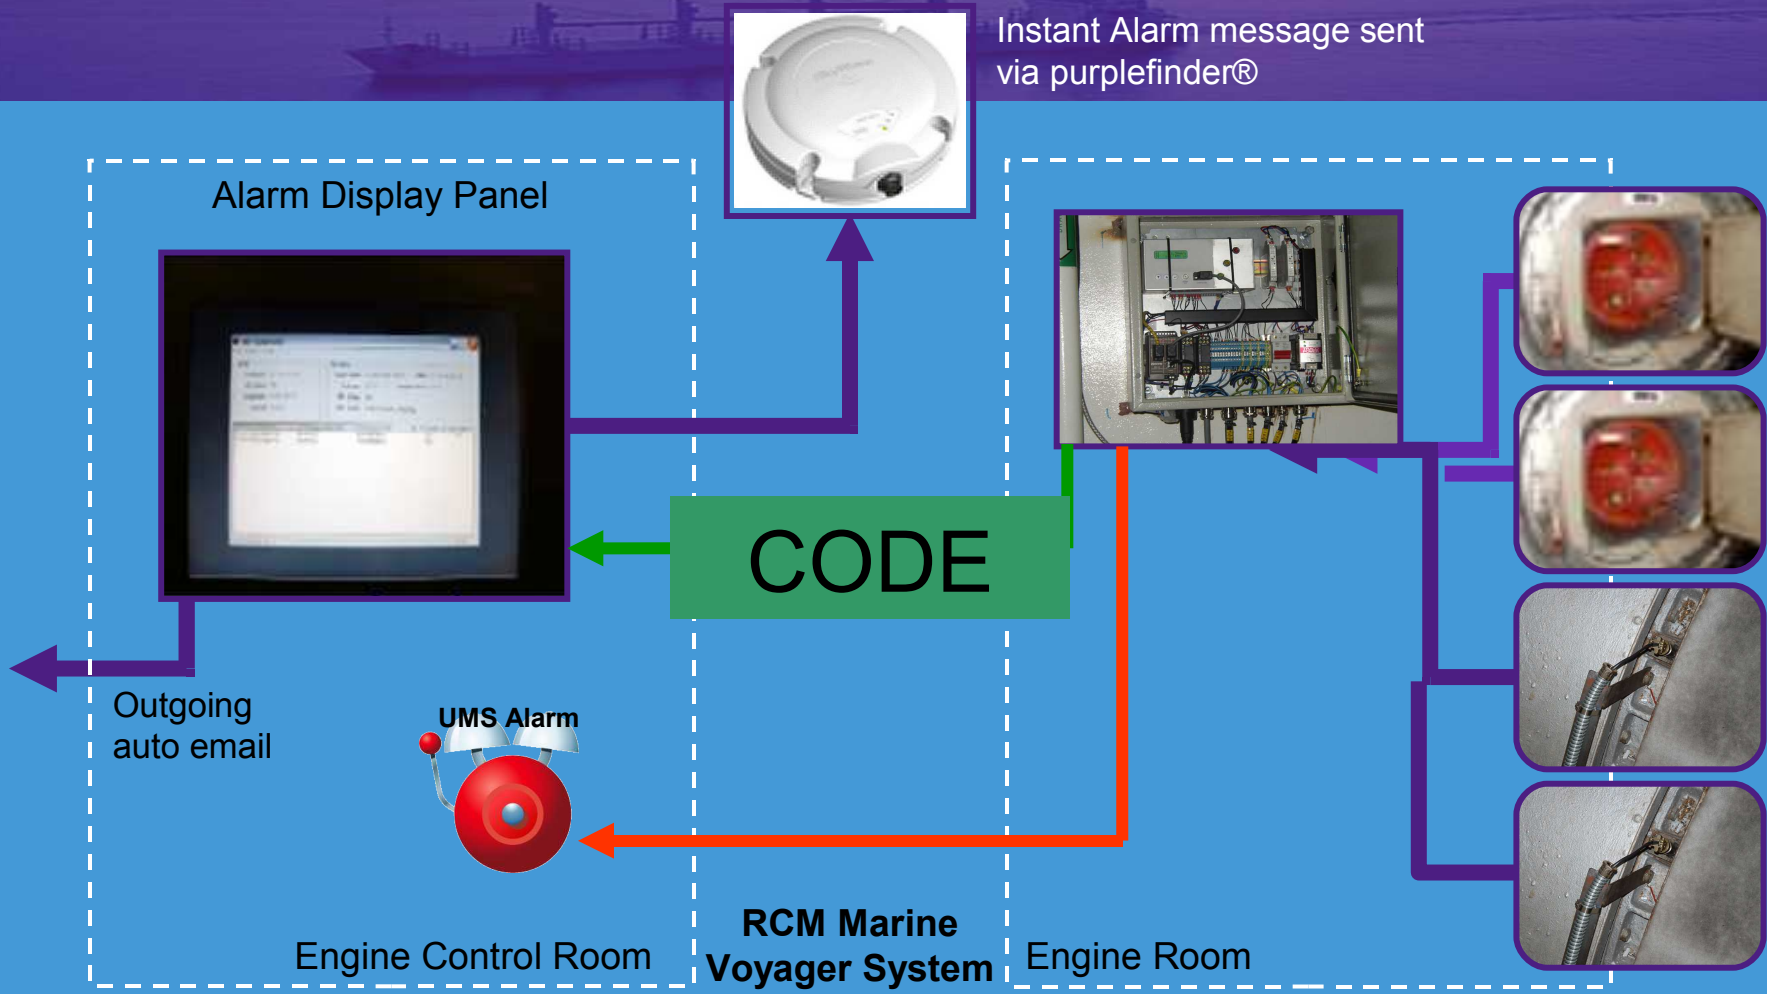 Instant Alarm message sent
via purplefinder®
Alarm Display Panel
CODE
Outgoing
auto email
UMS Alarm
Engine Control Room
RCM Marine
Voyager System
Engine Room